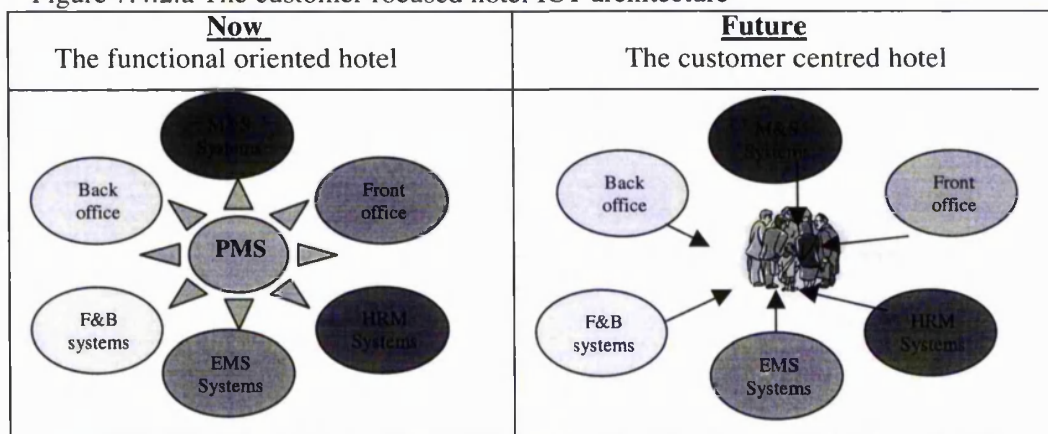 Figure 7.4.2.a The customer focused hotel ICT architecture
Now
The functional oriented hotel
Future
The customer centred hotel
M&S
Systems
Back
office
Front
office
PMS
F&B
systems
HRM
Systems
EMS
Systems
M&S
Systems
Back
office
Front
office
F&B
systems
HRM
Systems
EMS
Systems